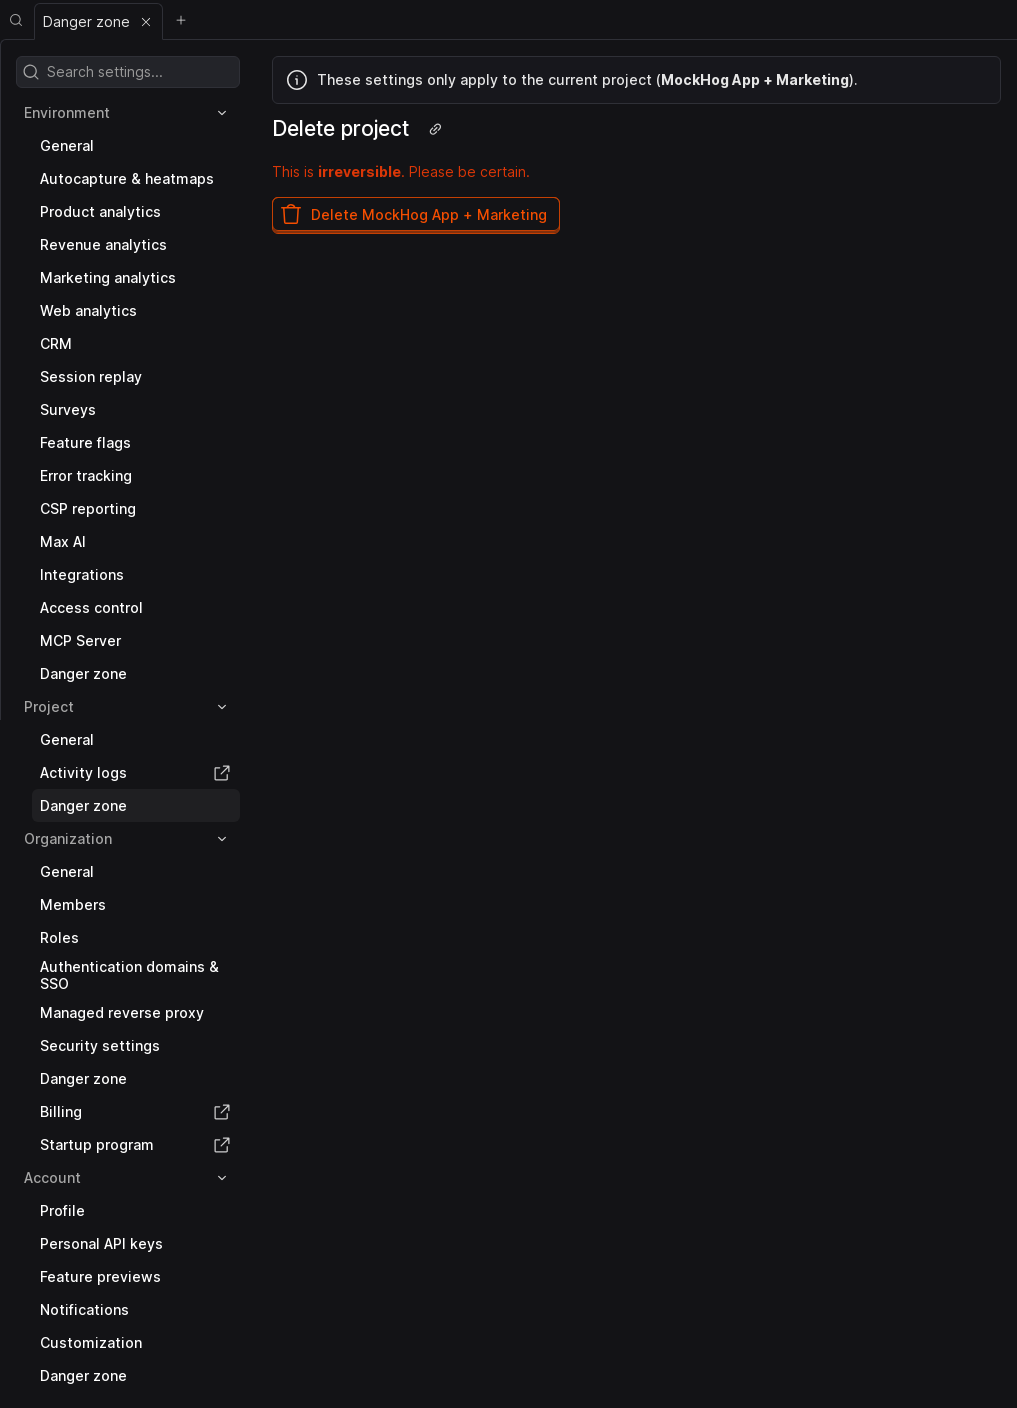 Danger zone
Search settings...
Environment
General
Autocapture & heatmaps
Product analytics
Revenue analytics
Marketing analytics
Web analytics
CRM
Session replay
Surveys
Feature flags
Error tracking
CSP reporting
Max AI
Integrations
Access control
MCP Server
Danger zone
Project
General
Activity logs
Danger zone
Organization
General
Members
Roles
Authentication domains &
SSO
Managed reverse proxy
Security settings
Danger zone
Billing
Startup program
Account
Profile
Personal API keys
Feature previews
Notifications
Customization
Danger zone
These settings only apply to the current project (MockHog App + Marketing).
Delete project
This is irreversible. Please be certain.
Delete MockHog App + Marketing